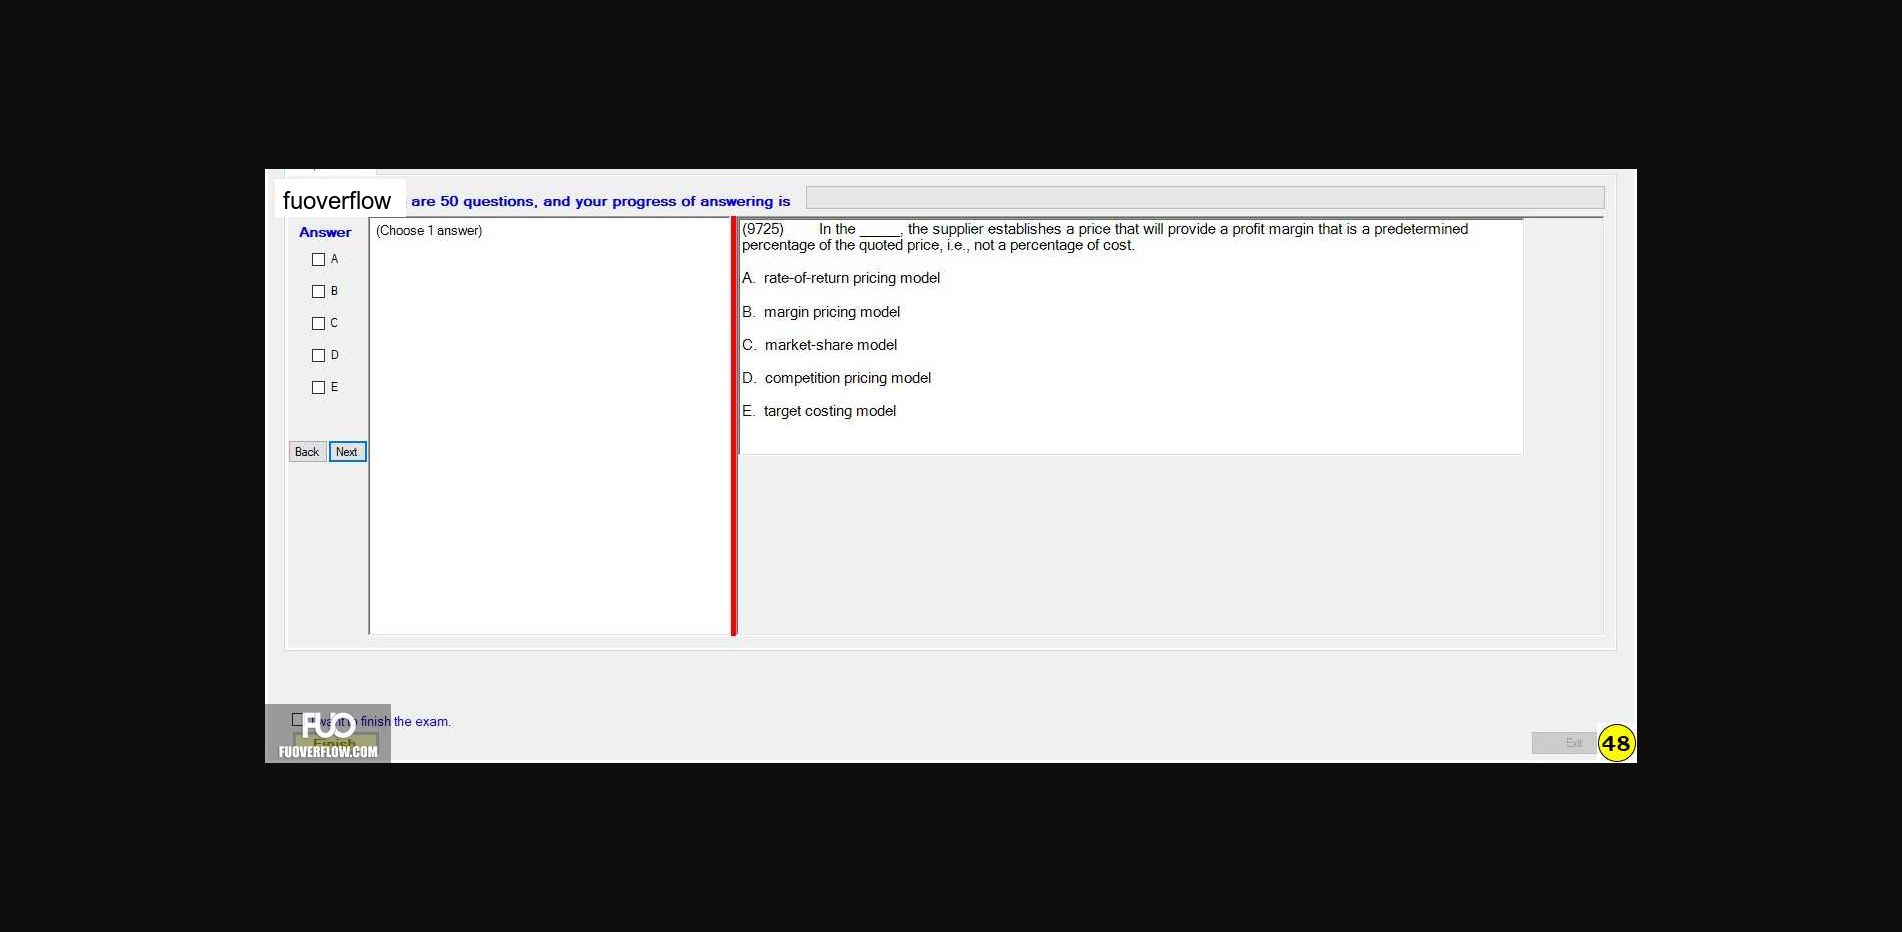 fuoverflow are 50 questions, and your progress of answering is
Answer
A
B
C
D
E
Back Next
(Choose 1 answer)
(9725) In the _____, the supplier establishes a price that will provide a profit margin that is a predetermined
percentage of the quoted price, i.e., not a percentage of cost.
A. rate-of-return pricing model
B. margin pricing model
C. market-share model
D. competition pricing model
E. target costing model
I want to finish the exam.
Finish
FUO
FUOVERFLOW.COM
Exit
48